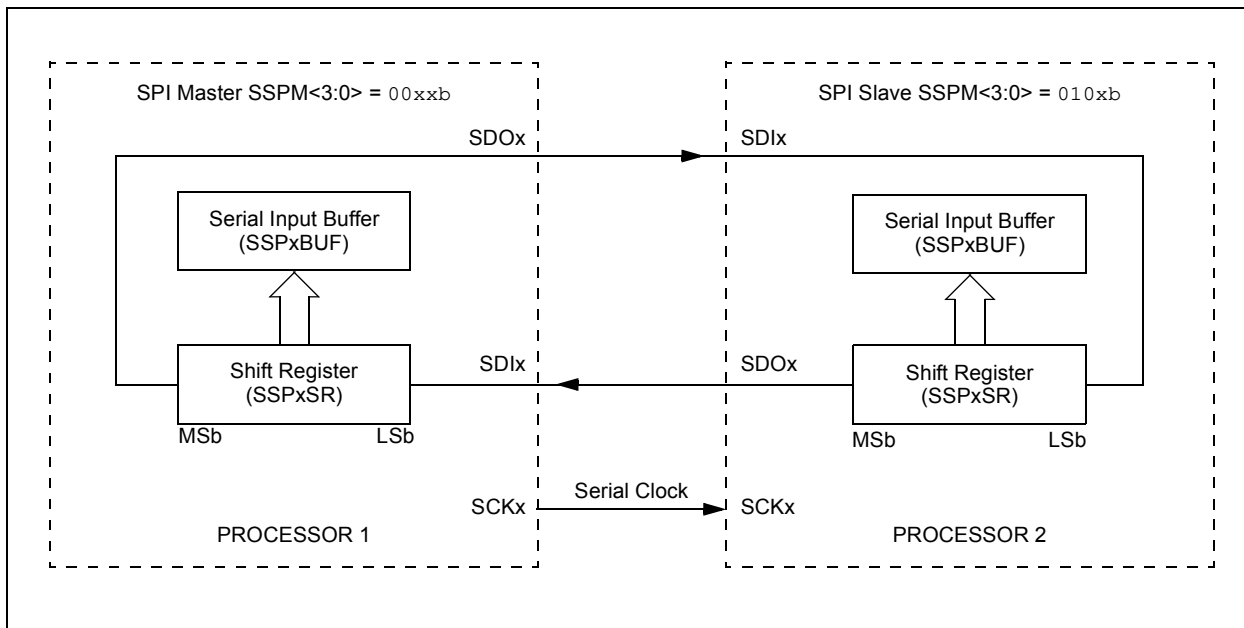 SPI Master SSPM<3:0> = 00xxb
SPI Slave SSPM<3:0> = 010xb
SDOx
SDIx
Serial Input Buffer
(SSPxBUF)
Serial Input Buffer
(SSPxBUF)
SDIx
SDOx
Shift Register
(SSPxSR)
Shift Register
(SSPxSR)
MSb
LSb
MSb
LSb
Serial Clock
SCKx
SCKx
PROCESSOR 1
PROCESSOR 2